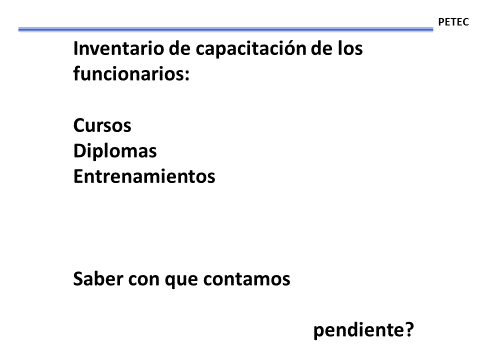 PETEC
Inventario de capacitación de los
funcionarios:
Cursos
Diplomas
Entrenamientos
Saber con que contamos
pendiente?